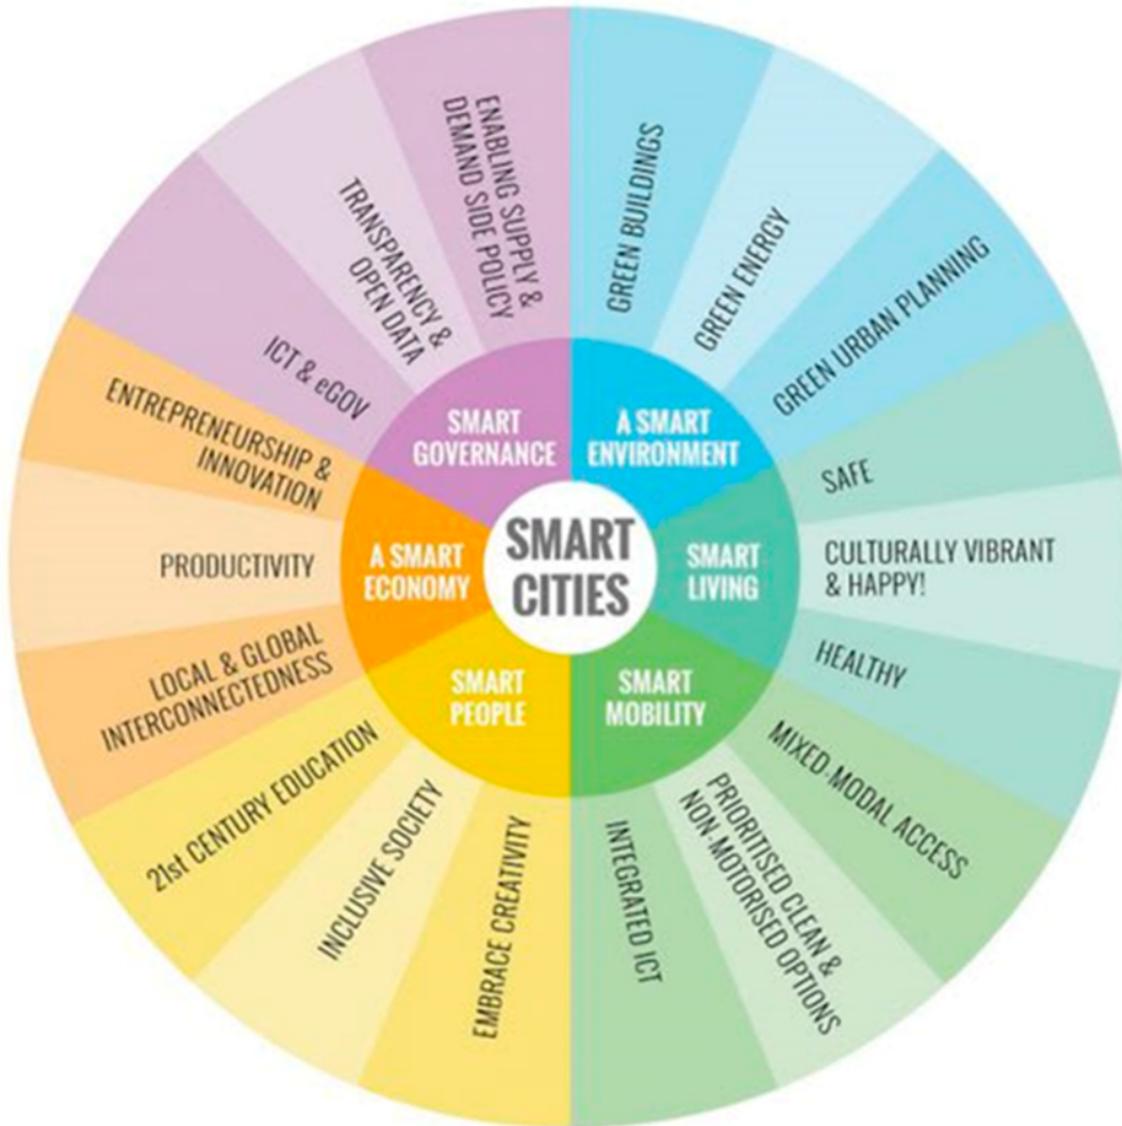 SMART
CITIES
A SMART
ENVIRONMENT
GREEN BUILDINGS
GREEN ENERGY
GREEN URBAN PLANNING
SMART
LIVING
SAFE
CULTURALLY VIBRANT
& HAPPY!
HEALTHY
SMART
MOBILITY
MIXED-MODAL ACCESS
PRIORITISED CLEAN &
NON-MOTORISED OPTIONS
INTEGRATED ICT
SMART
PEOPLE
EMBRACE CREATIVITY
INCLUSIVE SOCIETY
21st CENTURY EDUCATION
A SMART
ECONOMY
LOCAL & GLOBAL
INTERCONNECTEDNESS
PRODUCTIVITY
ENTREPRENEURSHIP &
INNOVATION
SMART
GOVERNANCE
ICT & eGOV
TRANSPARENCY &
OPEN DATA
ENABLING SUPPLY &
DEMAND SIDE POLICY